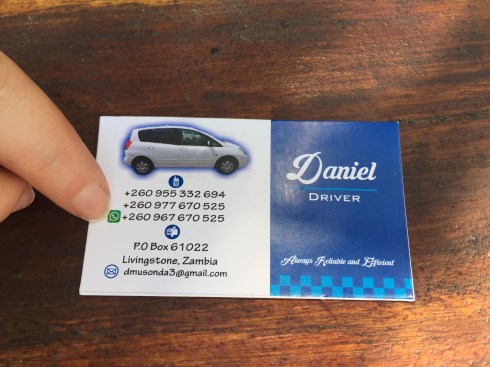 +260 955 332 694
+260 977 670 525
+260 967 670 525
P.O Box 61022
Livingstone, Zambia
dmusonda3@gmail.com
Daniel
DRIVER
Always Reliable and Efficient